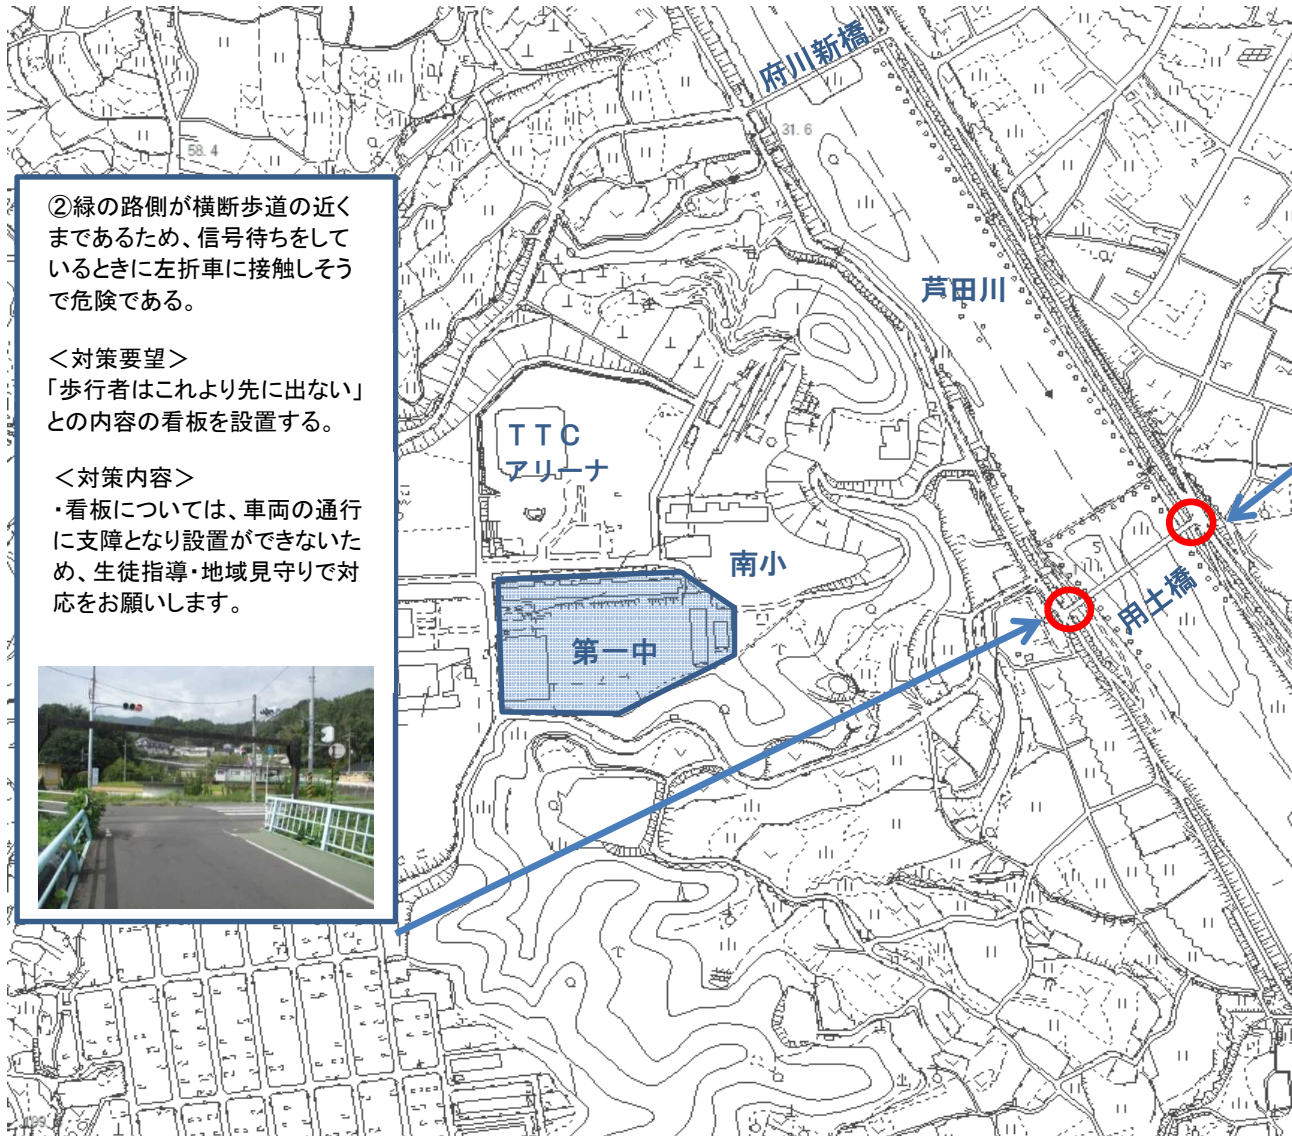 府川新橋
31.6
58.4
②緑の路側が横断歩道の近く
までであるため、信号待ちをして
いるときに左折車に接触しそう
で危険である。
＜対策要望＞
「歩行者はこれより先に出ない」
との内容の看板を設置する。
＜対策内容＞
・看板については、車両の通行
に支障となり設置ができないた
め、生徒指導・地域見守りで対
応をお願いします。
芦田川
ＴＴＣ
アリーナ
南小
用土橋
第一中